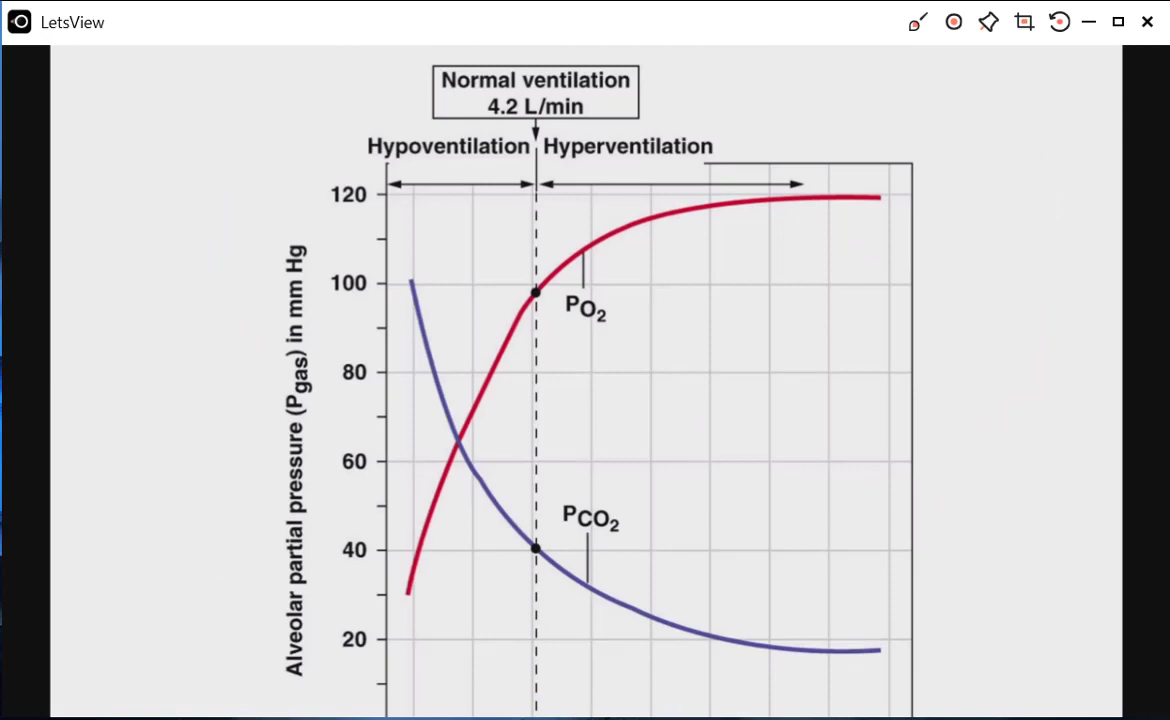 LetsView
Normal ventilation
4.2 L/min
Hypoventilation
Hyperventilation
120
100
80
60
40
20
Alveolar partial pressure (Pgas) in mm Hg
PO2
PCO2